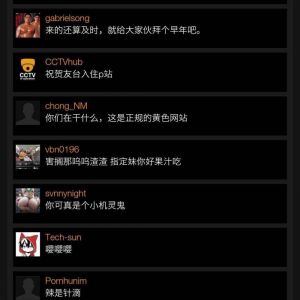 gabrielsong
来的还算及时，就给大家伙拜个早年吧。
CCTVhub
CCTV
祝贺友台入住p站
chong_NM
你们在干什么，这是正规的黄色网站
vbn0196
害搁那呜呜渣渣 指定妹你好果汁吃
svnnynight
你可真是个小机灵鬼
Tech-sun
嘤嘤嘤
Pornhunim
辣是针滴